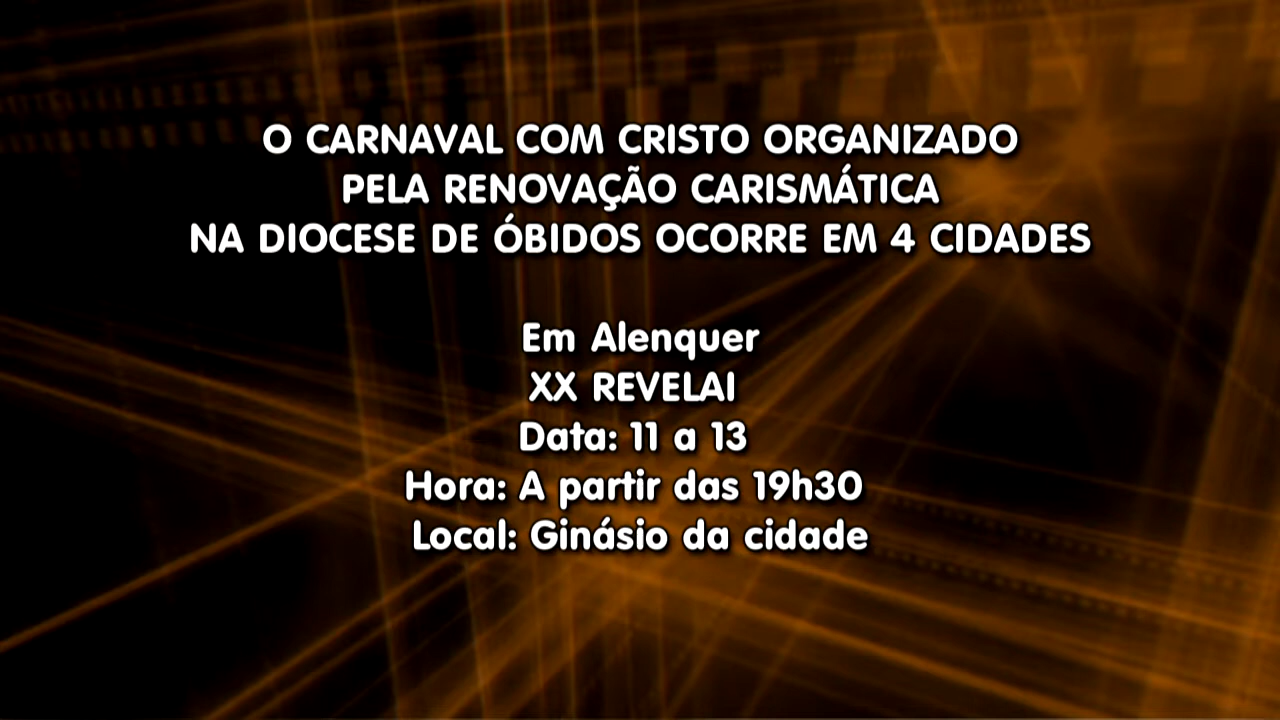 O CARNAVAL COM CRISTO ORGANIZADO
PELA RENOVAÇÃO CARISMÁTICA
NA DIOCESE DE ÓBIDOS OCORRE EM 4 CIDADES
Em Alenquer
XX REVELAI
Data: 11 a 13
Hora: A partir das 19h30
Local: Ginásio da cidade